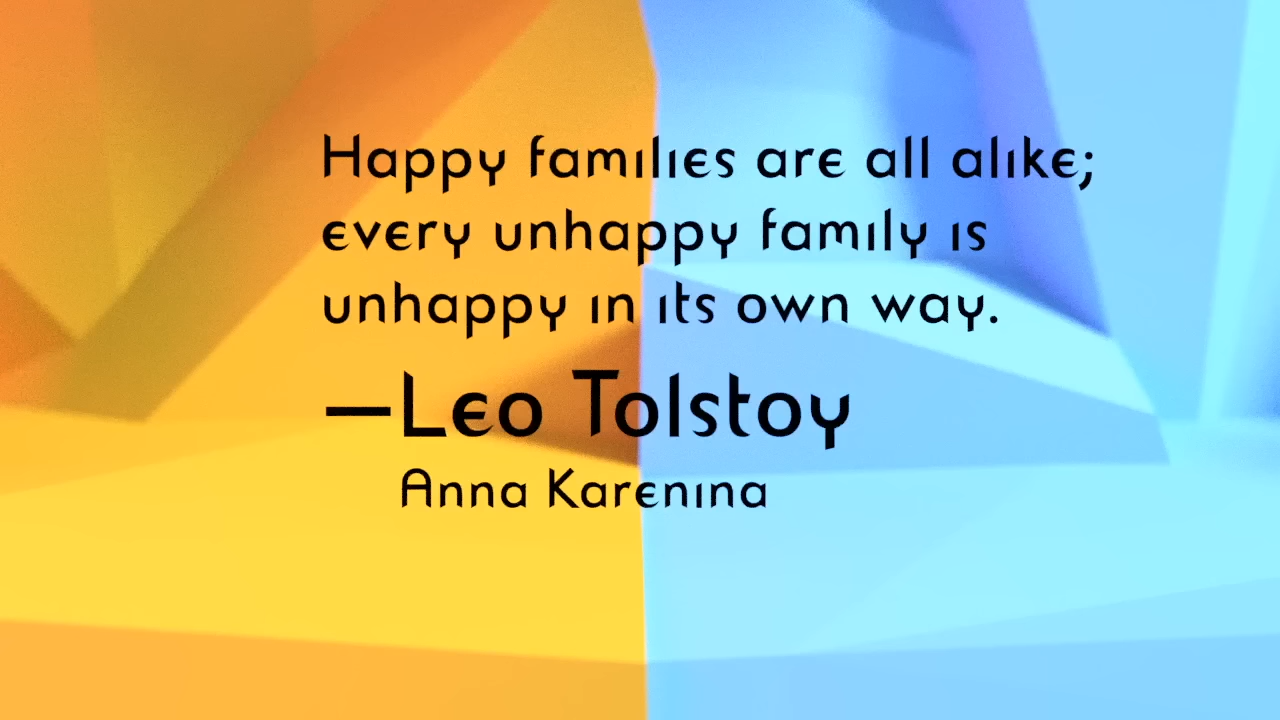 Happy families are all alike;
every unhappy family is
unhappy in its own way.
—Leo Tolstoy
Anna Karenina